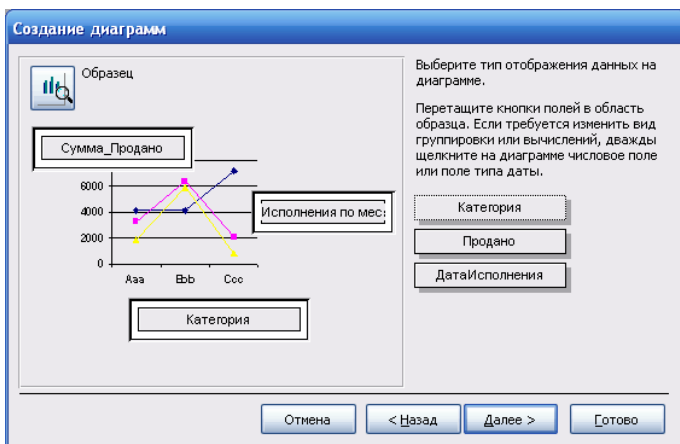 Создание диаграмм
Образец
Сумма_Продано
6000
4000
2000
0
Aaa
Bbb
Ccc
Исполнения по мес
Категория
Выберите тип отображения данных на
диаграмме.
Перетащите кнопки полей в область
образца. Если требуется изменить вид
группировки или вычислений, дважды
щелкните на диаграмме числовое поле
или поле типа даты.
Категория
Продано
ДатаИсполнения
Отмена
< Назад
Далее >
Готово